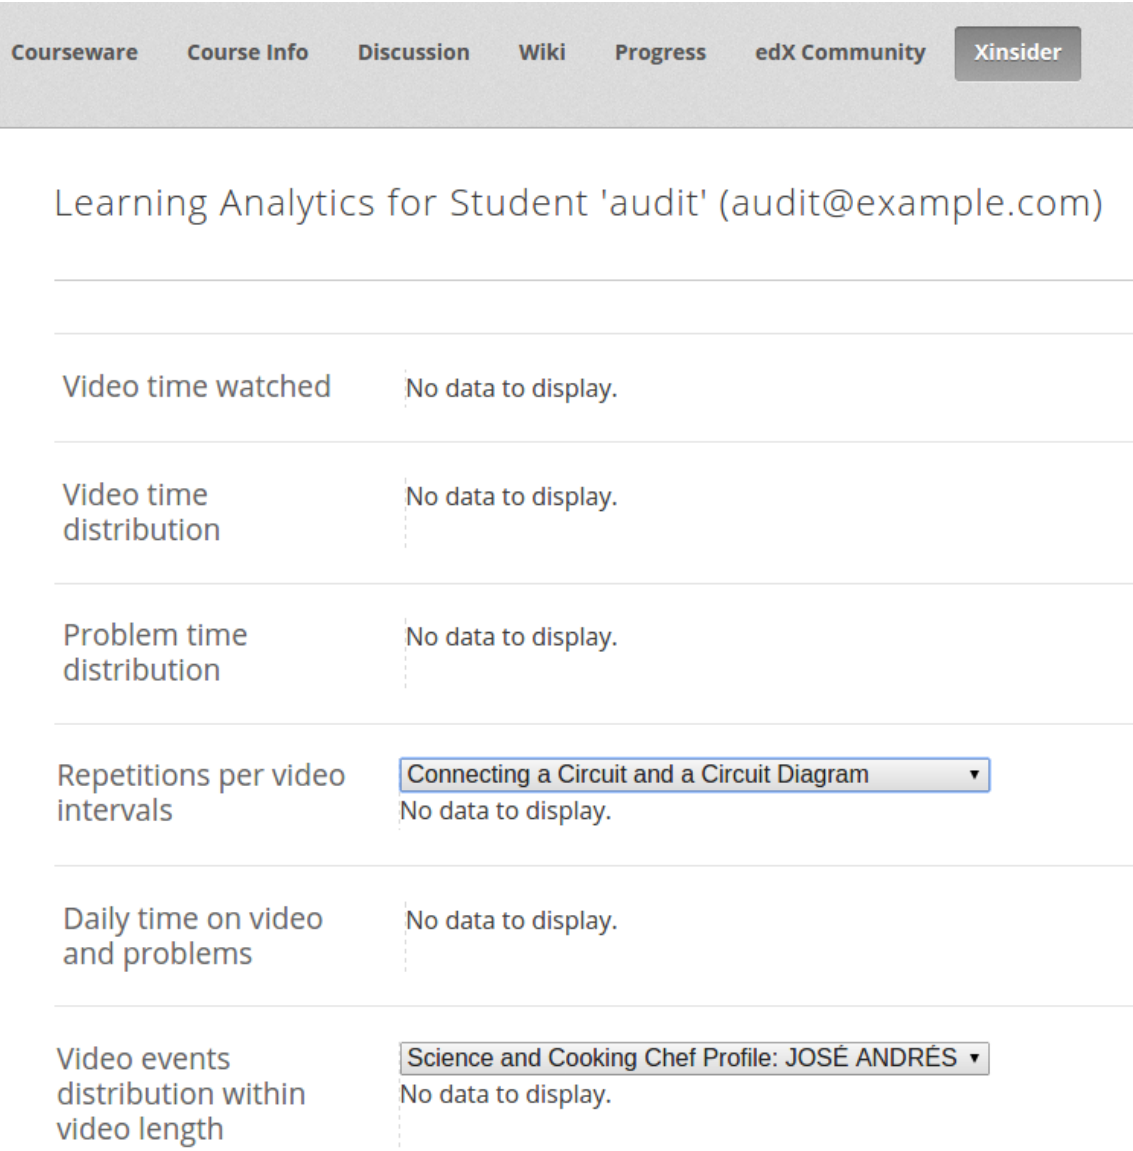 Courseware Course Info Discussion Wiki Progress edX Community Xinsider
Learning Analytics for Student 'audit' (audit@example.com)
Video time watched
No data to display.
Video time
distribution
No data to display.
Problem time
distribution
No data to display.
Repetitions per video
intervals
Connecting a Circuit and a Circuit Diagram
No data to display.
Daily time on video
and problems
No data to display.
Video events
distribution within
video length
Science and Cooking Chef Profile: JOSÉ ANDRÉS
No data to display.